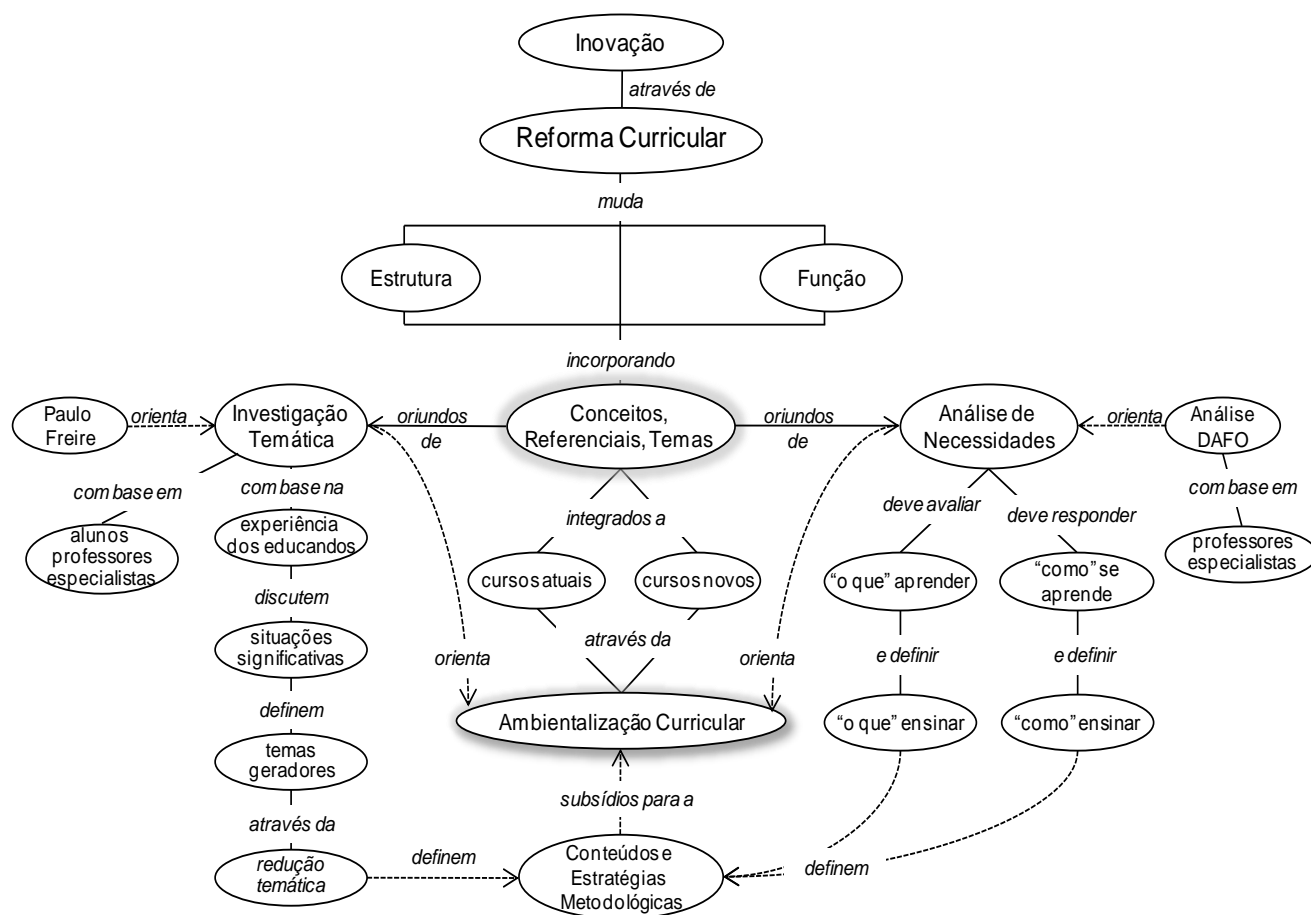 Inovação
através de
Reforma Curricular
muda
Estrutura
Função
incorporando
Paulo
Freire
orienta
Investigação
Temática
oriundos
de
Conceitos,
Referenciais, Temas
oriundos
de
Análise de
Necessidades
orienta
Análise
DAFO
com base em
alunos
professores
especialistas
com base na
experiência
dos educandos
discutem
situações
significativas
definem
temas
geradores
através da
redução
temática
definem
orienta
integrados a
cursos atuais
cursos novos
através da
Ambientalização Curricular
subsídios para a
Conteúdos e
Estratégias
Metodológicas
orienta
deve avaliar
"o que" aprender
e definir
"o que" ensinar
deve responder
"como" se
aprende
e definir
"como" ensinar
definem
com base em
professores
especialistas